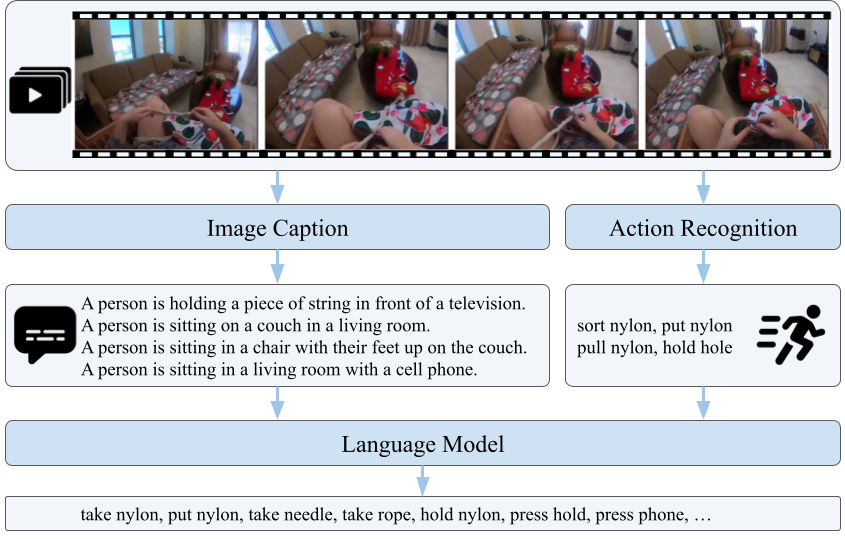 Image Caption
Action Recognition
A person is holding a piece of string in front of a television.
A person is sitting on a couch in a living room.
A person is sitting in a chair with their feet up on the couch.
A person is sitting in a living room with a cell phone.
sort nylon, put nylon
pull nylon, hold hole
Language Model
take nylon, put nylon, take needle, take rope, hold nylon, press hold, press phone, …